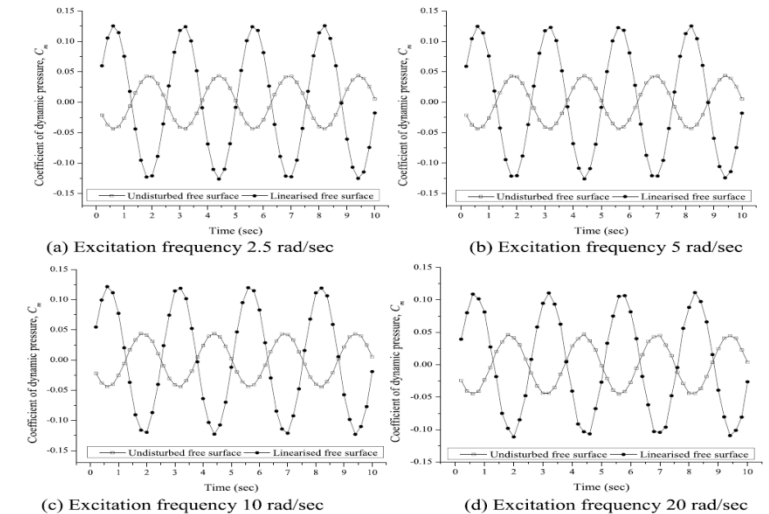 0.15
0.10
0.05
0.00
-0.05
-0.10
-0.15
Coefficient of dynamic pressure, Cm
Undisturbed free surface Linearised free surface
0 1 2 3 4 5 6 7 8 9 10
Time (sec)
(a) Excitation frequency 2.5 rad/sec
0.15
0.10
0.05
0.00
-0.05
-0.10
-0.15
Coefficient of dynamic pressure, Cm
Undisturbed free surface Linearised free surface
0 1 2 3 4 5 6 7 8 9 10
Time (sec)
(b) Excitation frequency 5 rad/sec
0.15
0.10
0.05
0.00
-0.05
-0.10
-0.15
Coefficient of dynamic pressure, Cm
Undisturbed free surface Linearised free surface
0 1 2 3 4 5 6 7 8 9 10
Time (sec)
(c) Excitation frequency 10 rad/sec
0.15
0.10
0.05
0.00
-0.05
-0.10
-0.15
Coefficient of dynamic pressure, Cm
Undisturbed free surface Linearised free surface
0 1 2 3 4 5 6 7 8 9 10
Time (sec)
(d) Excitation frequency 20 rad/sec